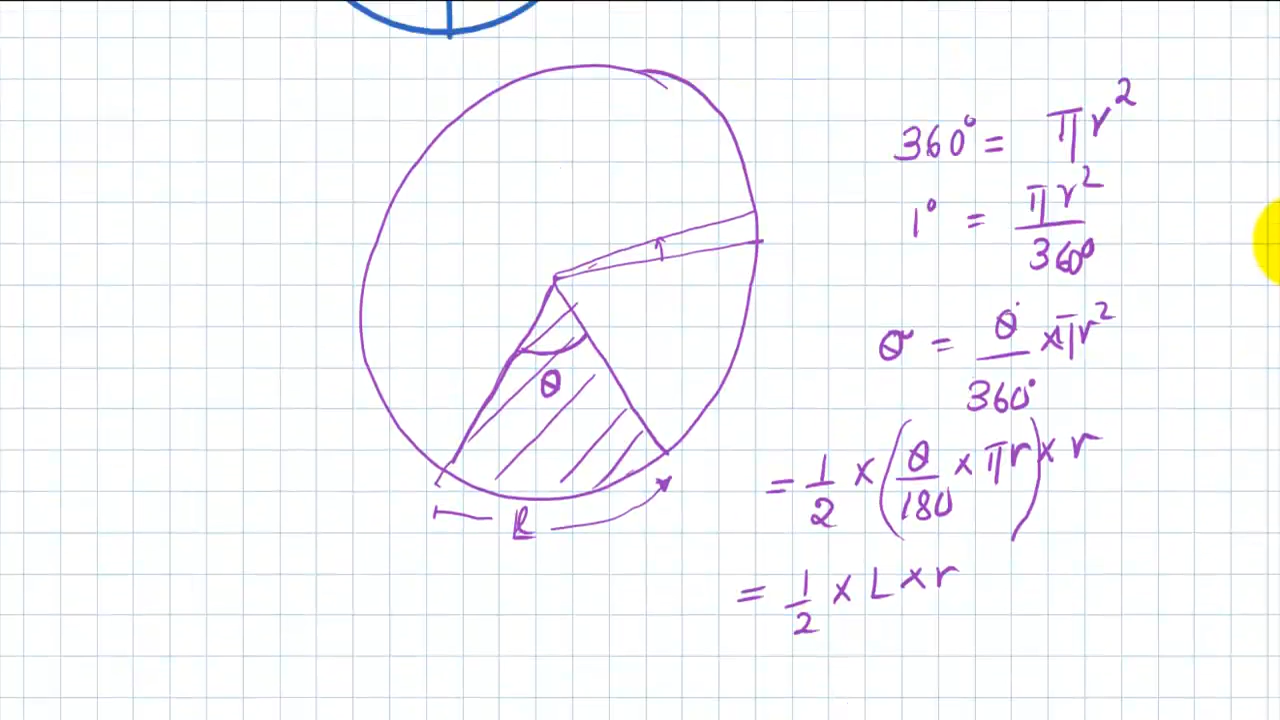 360° = πr²
1° = πr²/360°
θ° = θ°/360° × πr²
= 1/2 × (θ/180 × πr) × r
= 1/2 × L × r
θ
l